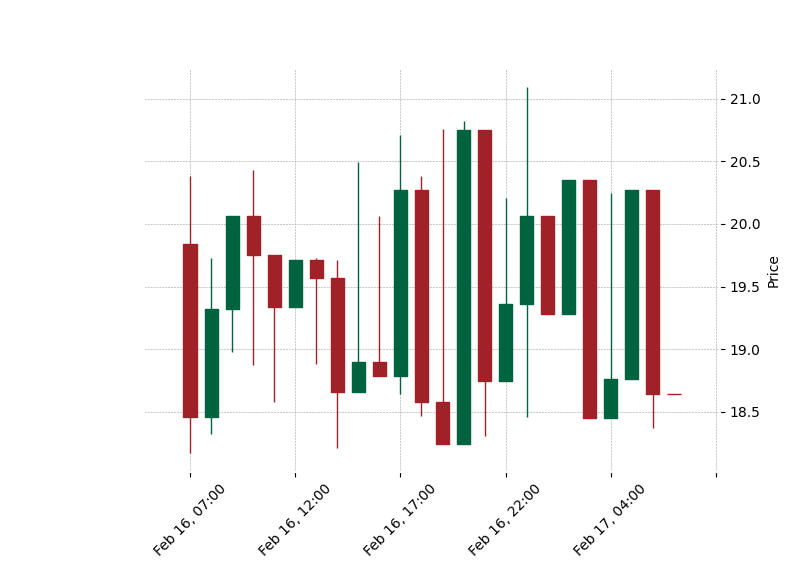 21.0
20.5
20.0
19.5
19.0
18.5
Price
Feb 16, 07:00
Feb 16, 12:00
Feb 16, 17:00
Feb 16, 22:00
Feb 17, 04:00